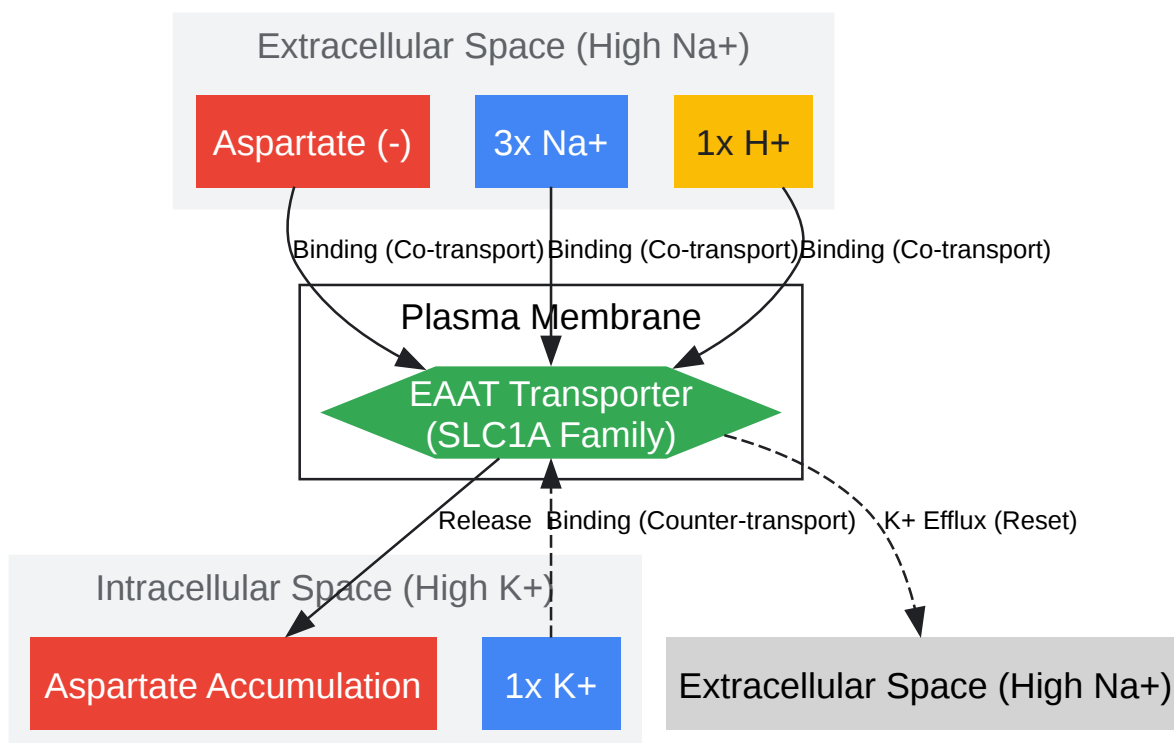 Extracellular Space (High Na+)
Aspartate (-)
3x Na+
1x H+
Binding (Co-transport)
Binding (Co-transport)
Binding (Co-transport)
Plasma Membrane
EAAT Transporter
(SLC1A Family)
Release
Binding (Counter-transport)
K+ Efflux (Reset)
Intracellular Space (High K+)
Aspartate Accumulation
1x K+
Extracellular Space (High Na+)